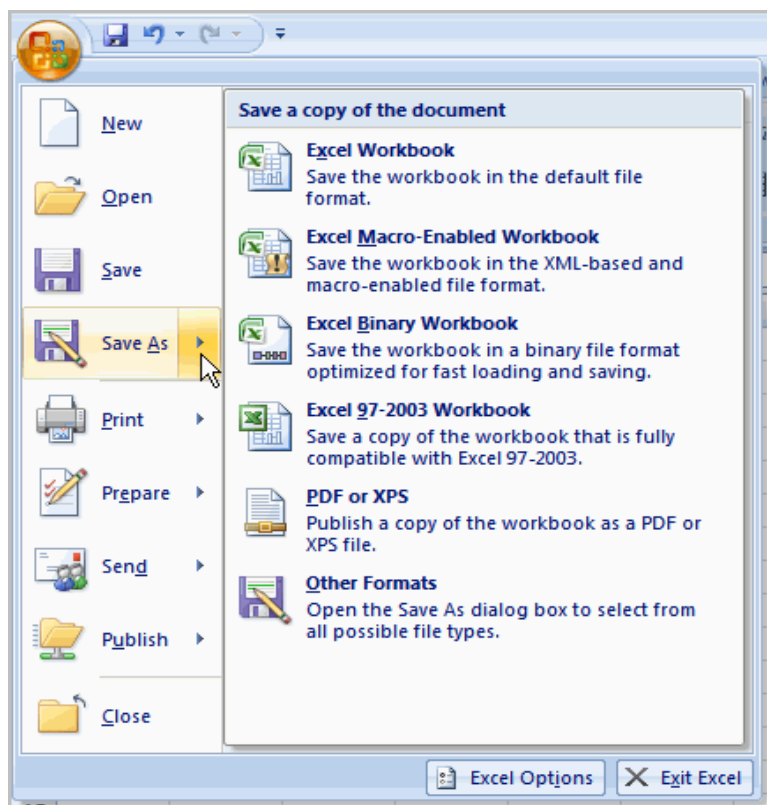 New
Open
Save
Save As
Print
Prepare
Send
Publish
Close
Save a copy of the document
Excel Workbook
Save the workbook in the default file
format.
Excel Macro-Enabled Workbook
Save the workbook in the XML-based and
macro-enabled file format.
Excel Binary Workbook
Save the workbook in a binary file format
optimized for fast loading and saving.
Excel 97-2003 Workbook
Save a copy of the workbook that is fully
compatible with Excel 97-2003.
PDF or XPS
Publish a copy of the workbook as a PDF or
XPS file.
Other Formats
Open the Save As dialog box to select from
all possible file types.
Excel Options
Exit Excel